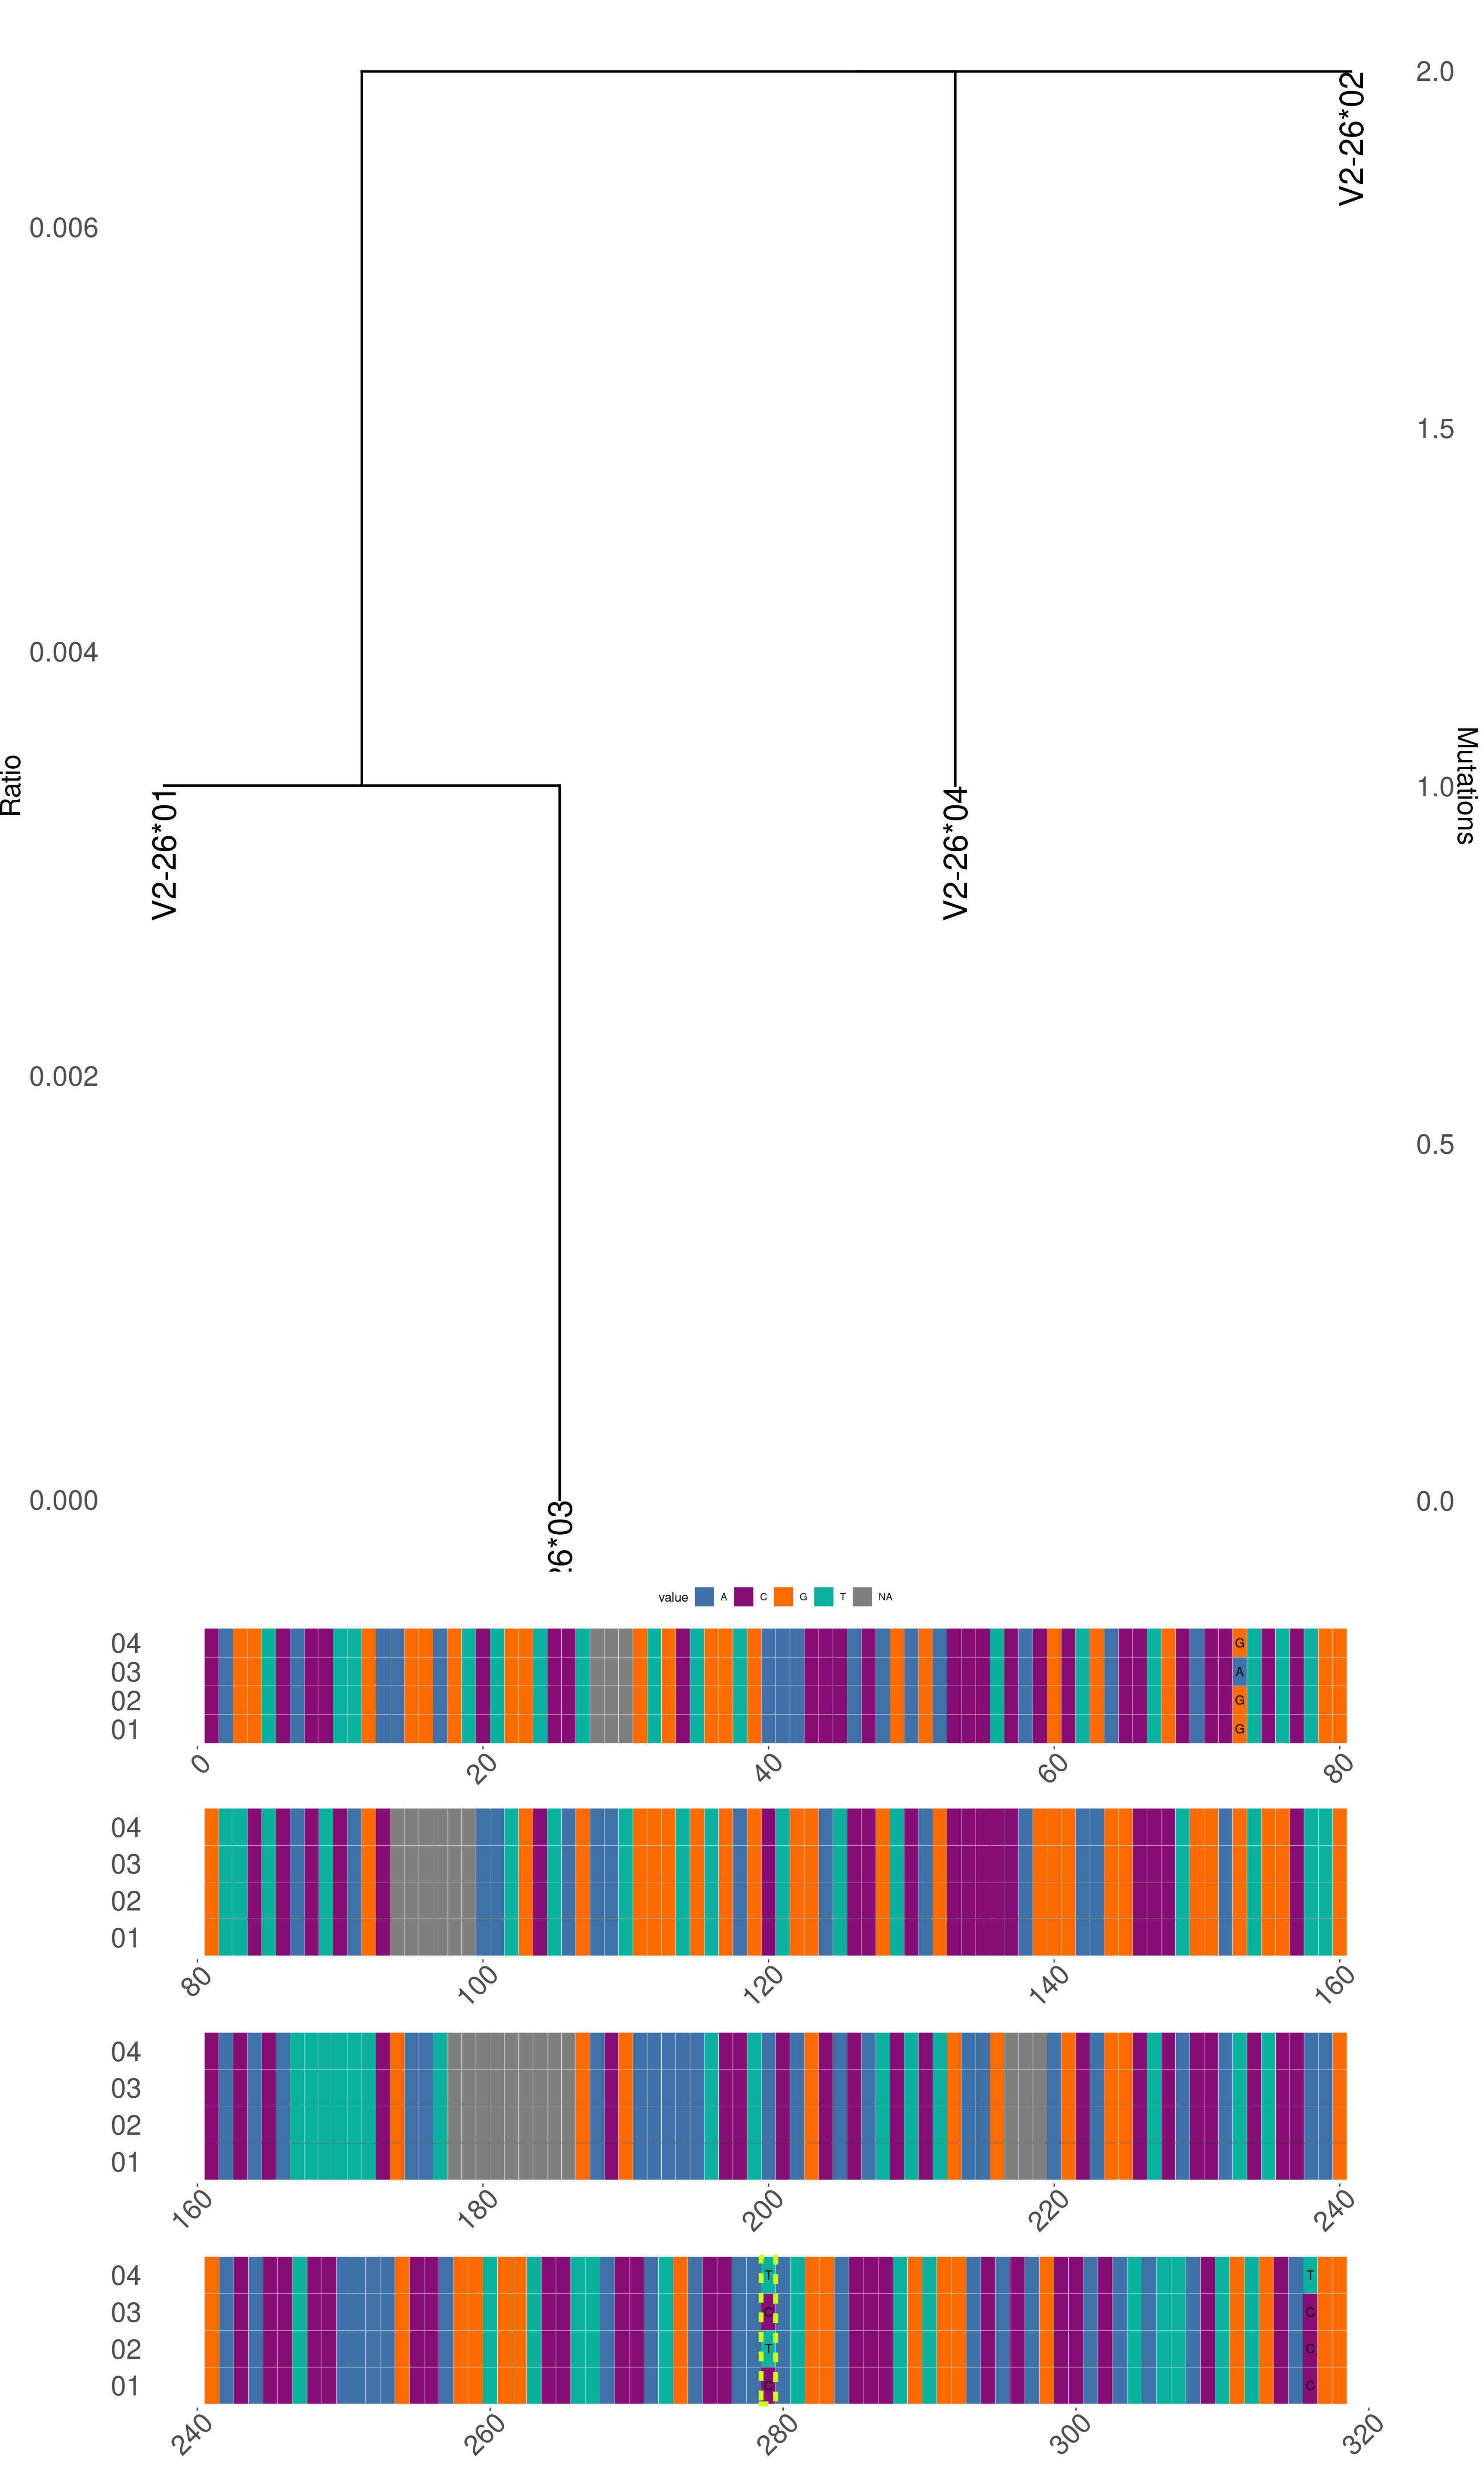 2.0
V2-26*02
0.006
1.5
0.004
Ratio
Mutations
1.0
V2-26*01
V2-26*04
0.002
0.5
0.000
0.0
26*03
value A C G T NA
04 G
03 A
02 G
01 G
0 20 40 60 80
04
03
02
01
80 100 120 140 160
04
03
02
01
160 180 200 220 240
04 T T
03 C C
02 T C
01 C C
240 260 280 300 320